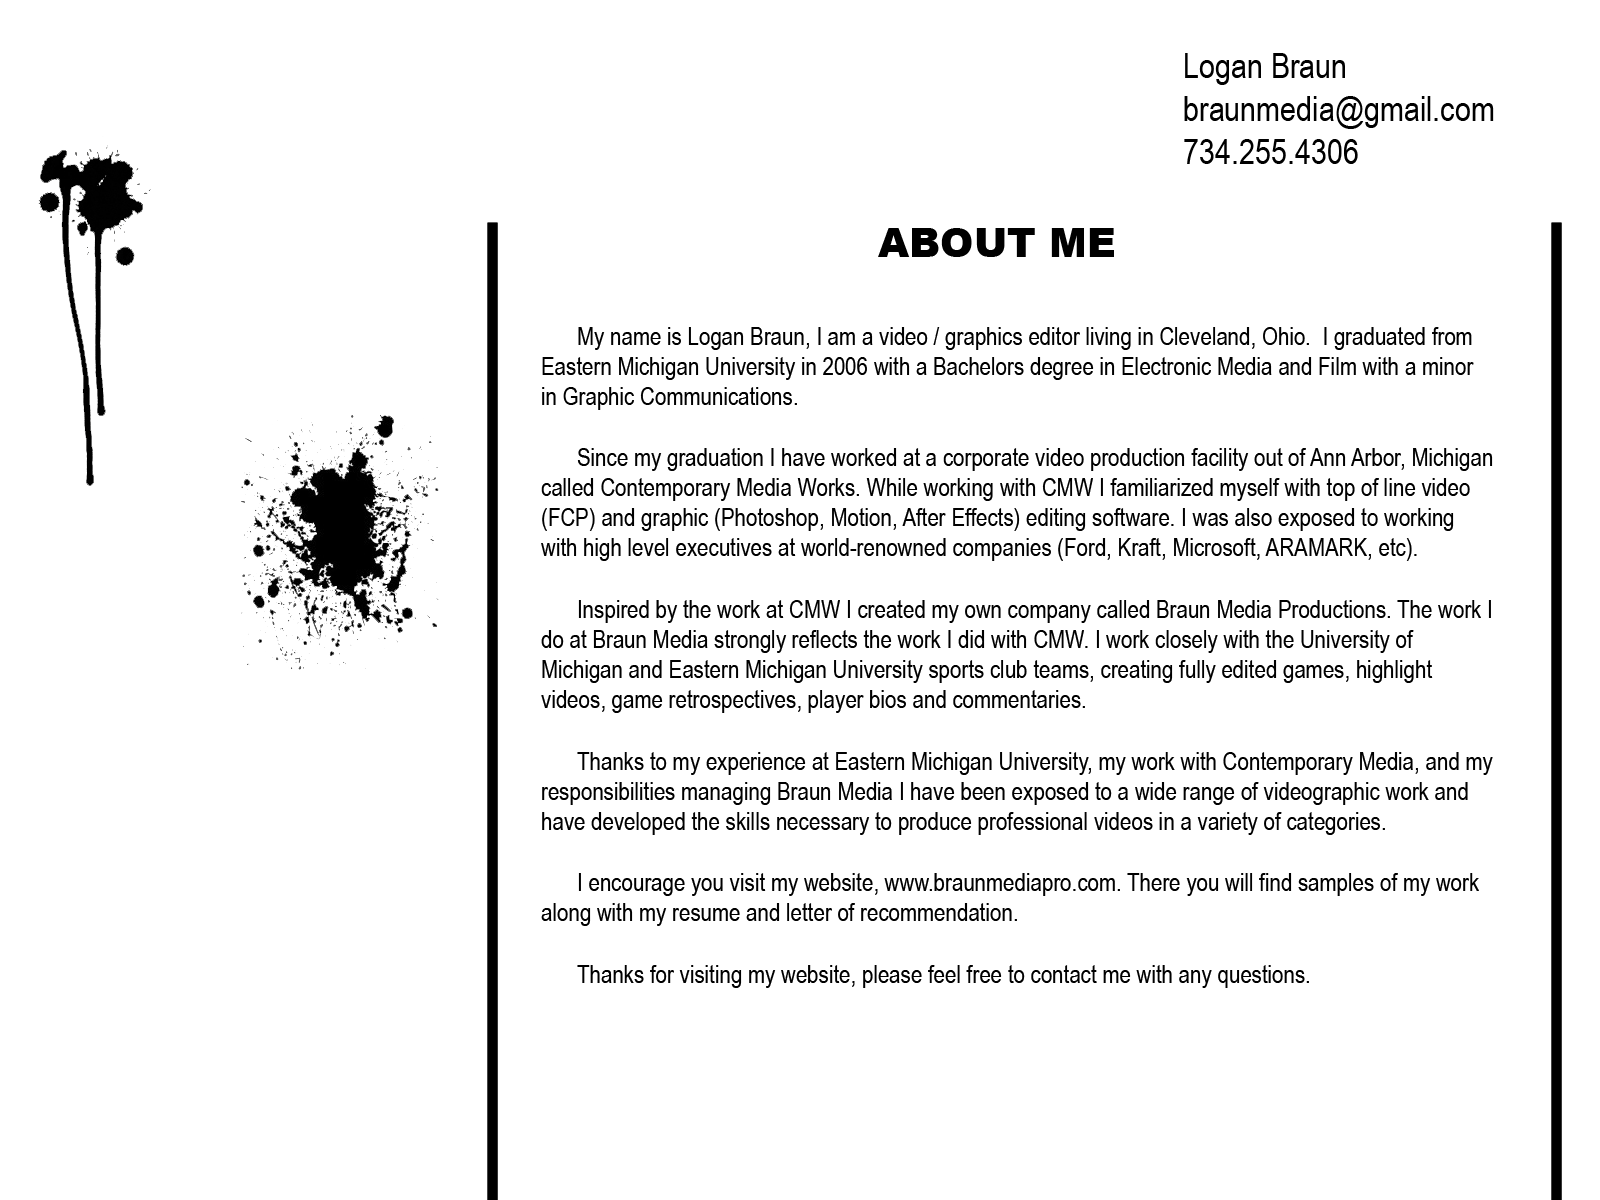 Logan Braun
braunmedia@gmail.com
734.255.4306
ABOUT ME
My name is Logan Braun, I am a video / graphics editor living in Cleveland, Ohio.  I graduated from
Eastern Michigan University in 2006 with a Bachelors degree in Electronic Media and Film with a minor
in Graphic Communications.
Since my graduation I have worked at a corporate video production facility out of Ann Arbor, Michigan
called Contemporary Media Works. While working with CMW I familiarized myself with top of line video
(FCP) and graphic (Photoshop, Motion, After Effects) editing software. I was also exposed to working
with high level executives at world-renowned companies (Ford, Kraft, Microsoft, ARAMARK, etc).
Inspired by the work at CMW I created my own company called Braun Media Productions. The work I
do at Braun Media strongly reflects the work I did with CMW. I work closely with the University of
Michigan and Eastern Michigan University sports club teams, creating fully edited games, highlight
videos, game retrospectives, player bios and commentaries.
Thanks to my experience at Eastern Michigan University, my work with Contemporary Media, and my
responsibilities managing Braun Media I have been exposed to a wide range of videographic work and
have developed the skills necessary to produce professional videos in a variety of categories.
I encourage you visit my website, www.braunmediapro.com. There you will find samples of my work
along with my resume and letter of recommendation.
Thanks for visiting my website, please feel free to contact me with any questions.